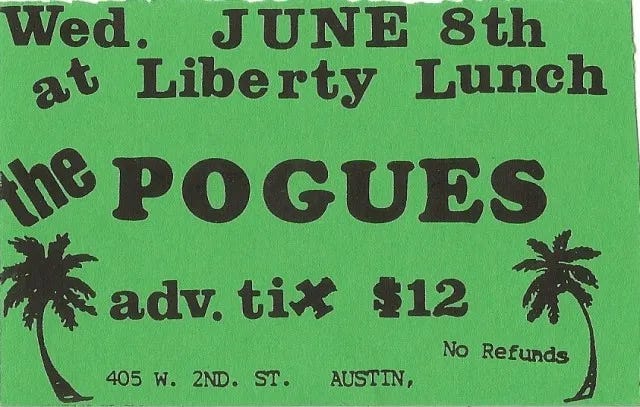 Wed. JUNE 8th
at Liberty Lunch
the POGUES
adv. tix $12
No Refunds
405 W. 2ND. ST. AUSTIN,